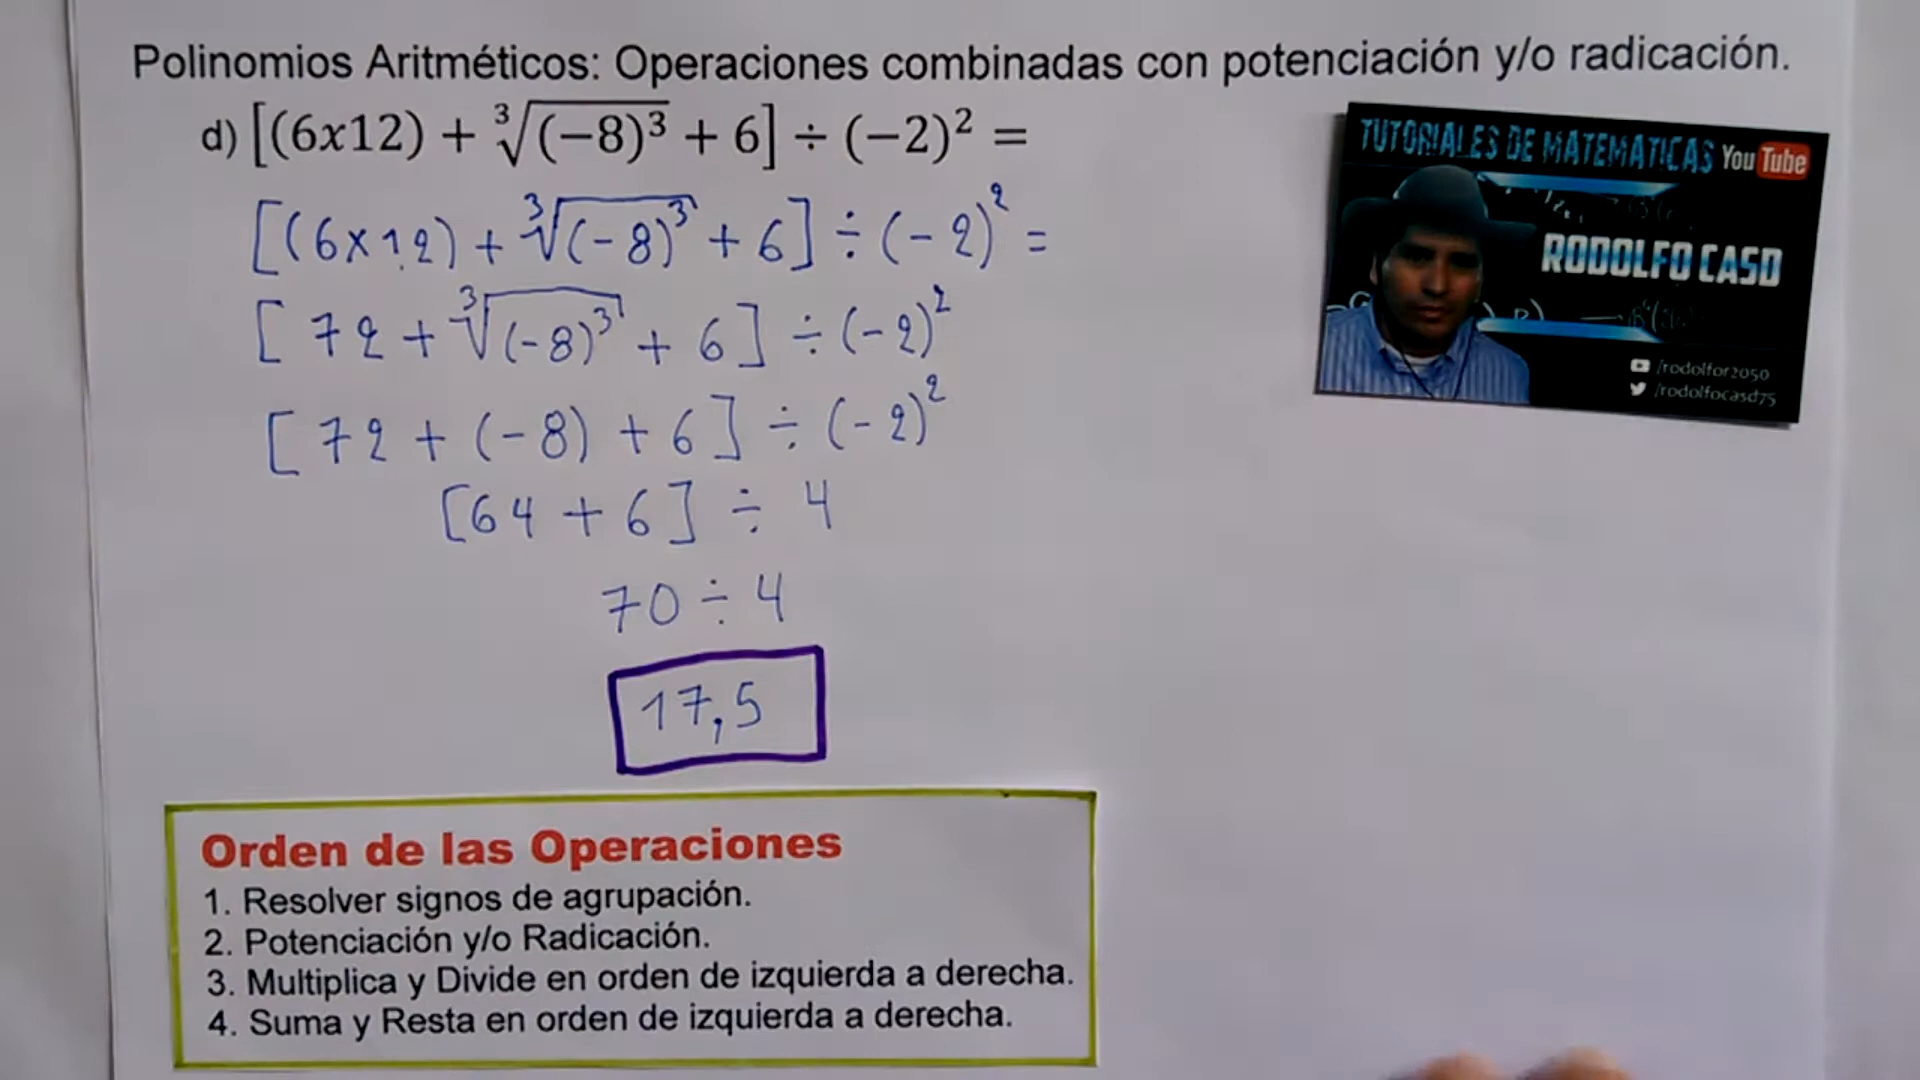 Polinomios Aritméticos: Operaciones combinadas con potenciación y/o radicación.
d) [(6x12) + ∛(−8)³ + 6] ÷ (−2)² =
[(6x12) + ∛(-8)³ + 6] ÷ (-2)² =
[72 + ∛(-8)³ + 6] ÷ (-2)²
[72 + (-8) + 6] ÷ (-2)²
[64 + 6] ÷ 4
70 ÷ 4
17,5
TUTORIALES DE MATEMATICAS YouTube
RODOLFO CASD
/rodolfor2050
/rodolfocasd75
Orden de las Operaciones
1. Resolver signos de agrupación.
2. Potenciación y/o Radicación.
3. Multiplica y Divide en orden de izquierda a derecha.
4. Suma y Resta en orden de izquierda a derecha.